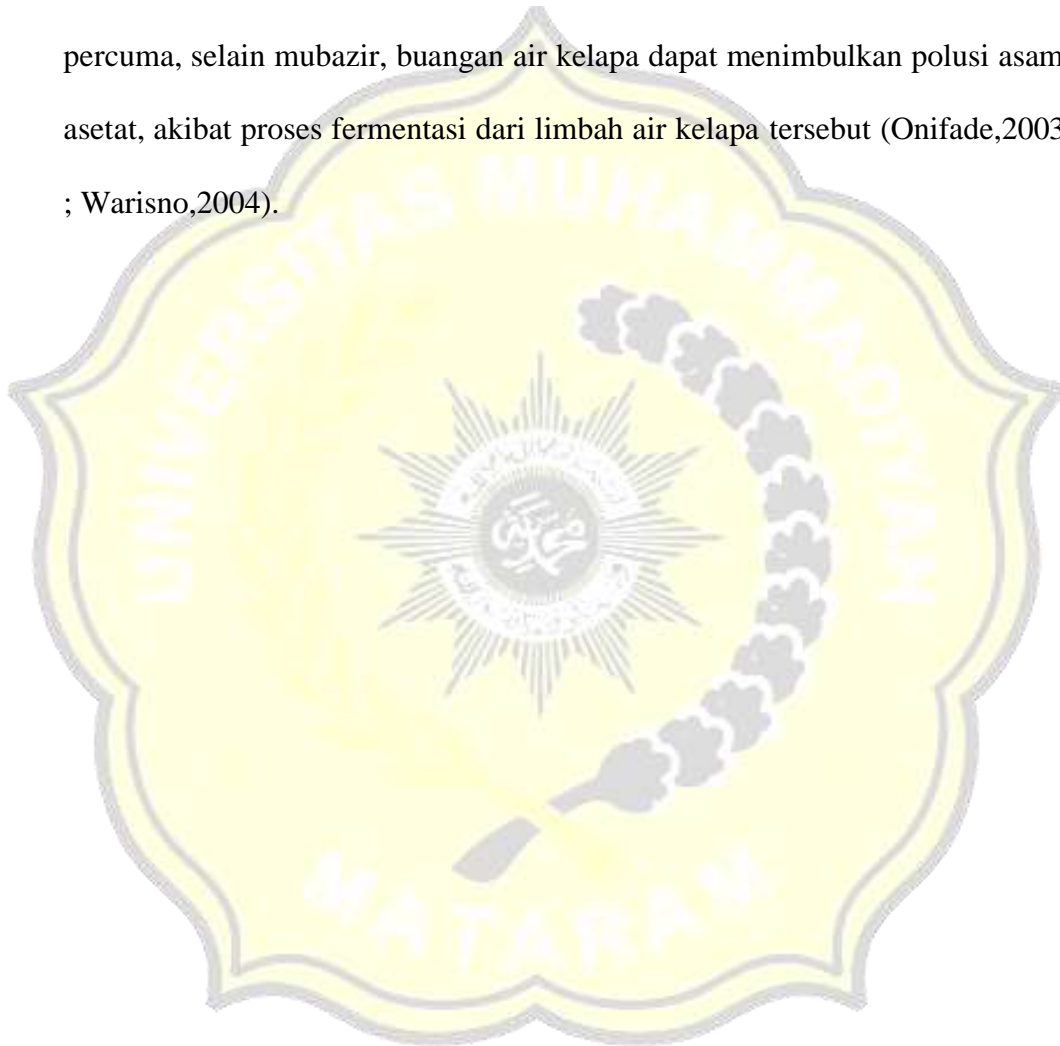 percuma, selain mubazir, buangan air kelapa dapat menimbulkan polusi asam
asetat, akibat proses fermentasi dari limbah air kelapa tersebut (Onifade,2003
; Warisno,2004).
UNIVERSITAS MUHAMMADIYAH
MATARAM